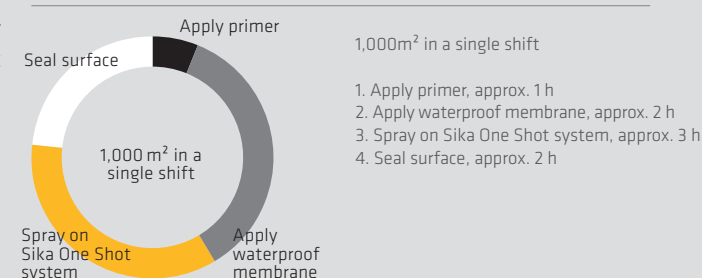 Apply primer
Seal surface
1,000 m² in a
single shift
Spray on
Sika One Shot
system
Apply
waterproof
membrane
1,000m² in a single shift
1. Apply primer, approx. 1 h
2. Apply waterproof membrane, approx. 2 h
3. Spray on Sika One Shot system, approx. 3 h
4. Seal surface, approx. 2 h